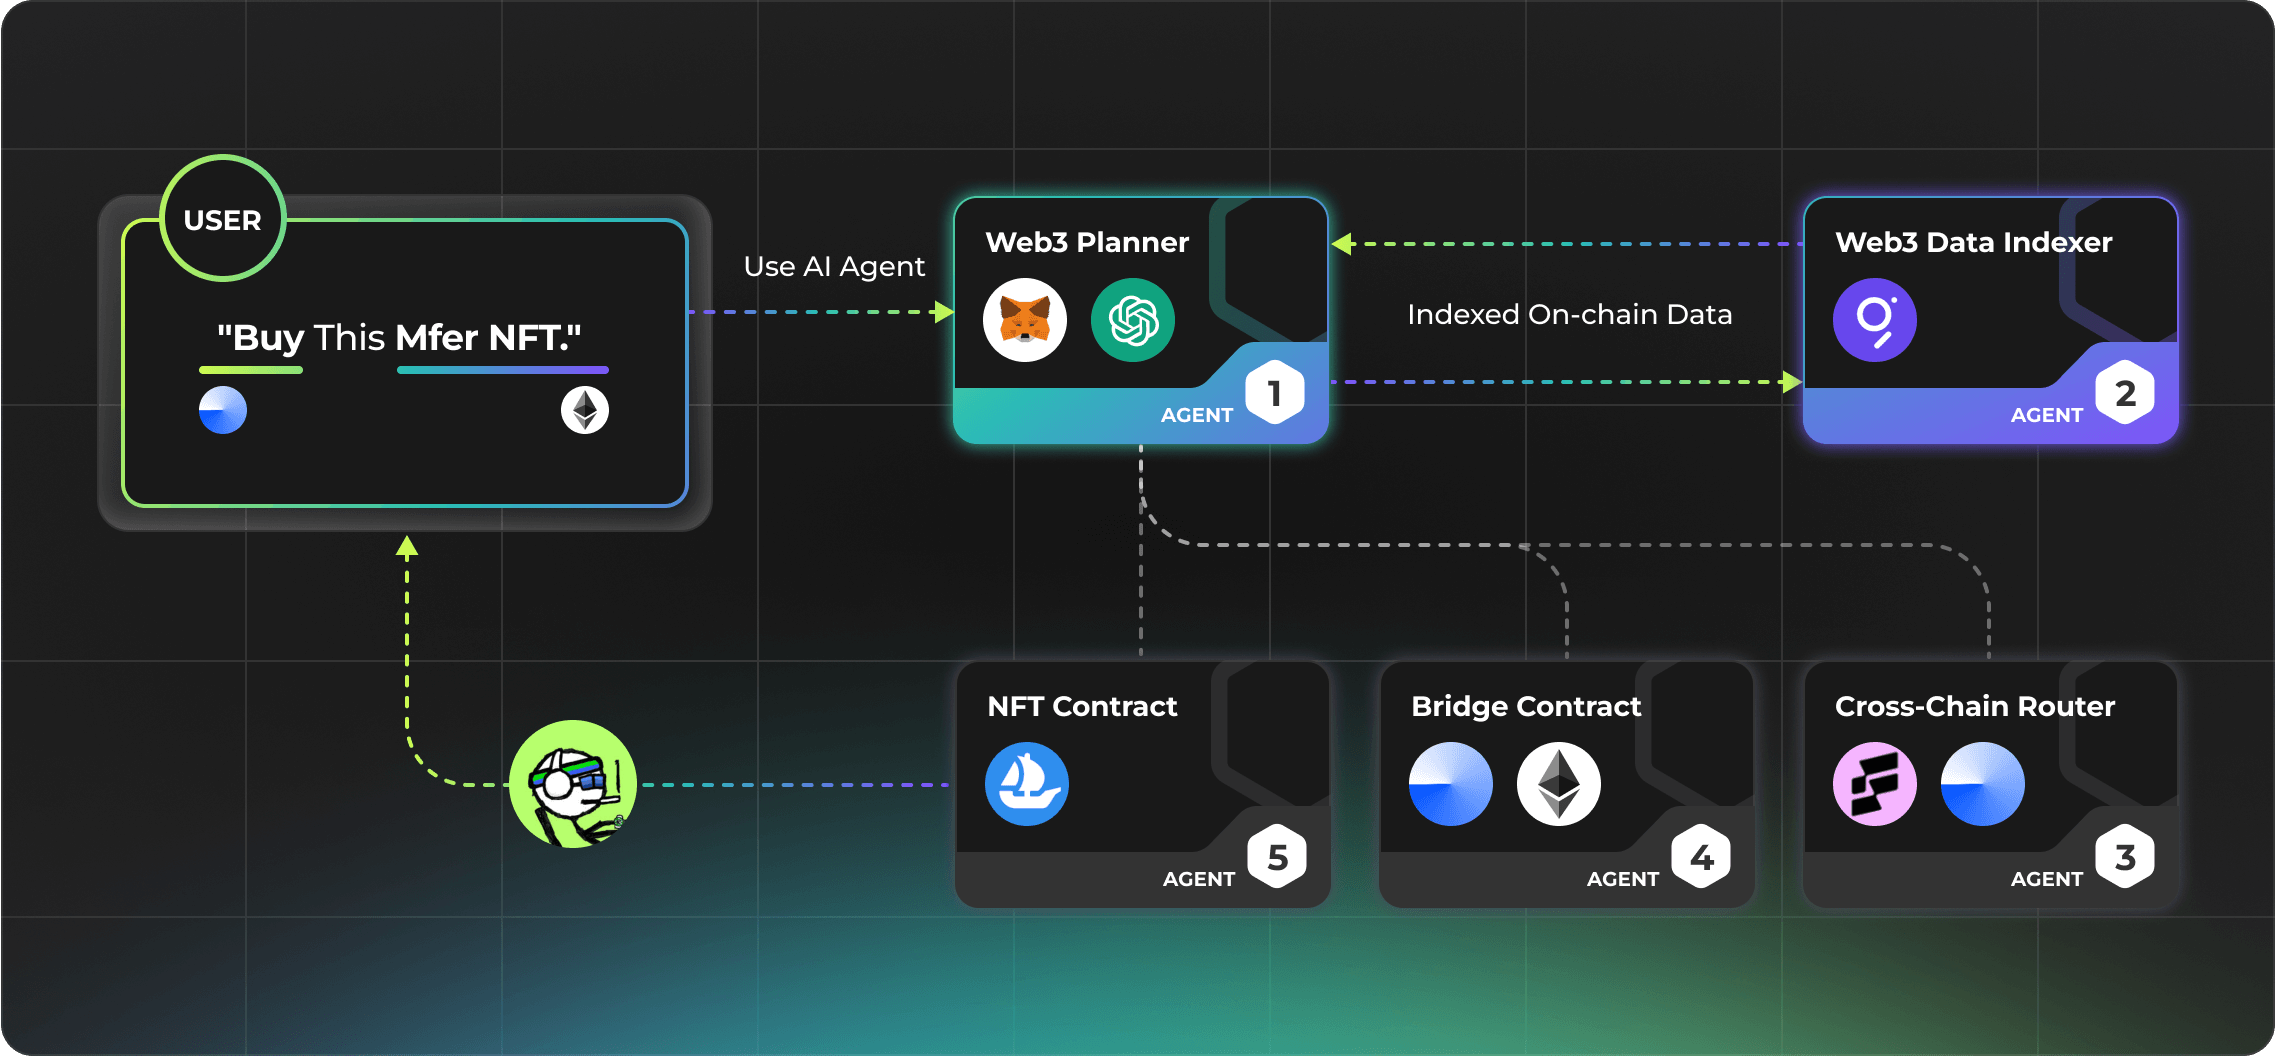 USER
"Buy This Mfer NFT."
Use AI Agent
Web3 Planner
AGENT 1
Indexed On-chain Data
Web3 Data Indexer
AGENT 2
NFT Contract
AGENT 5
Bridge Contract
AGENT 4
Cross-Chain Router
AGENT 3